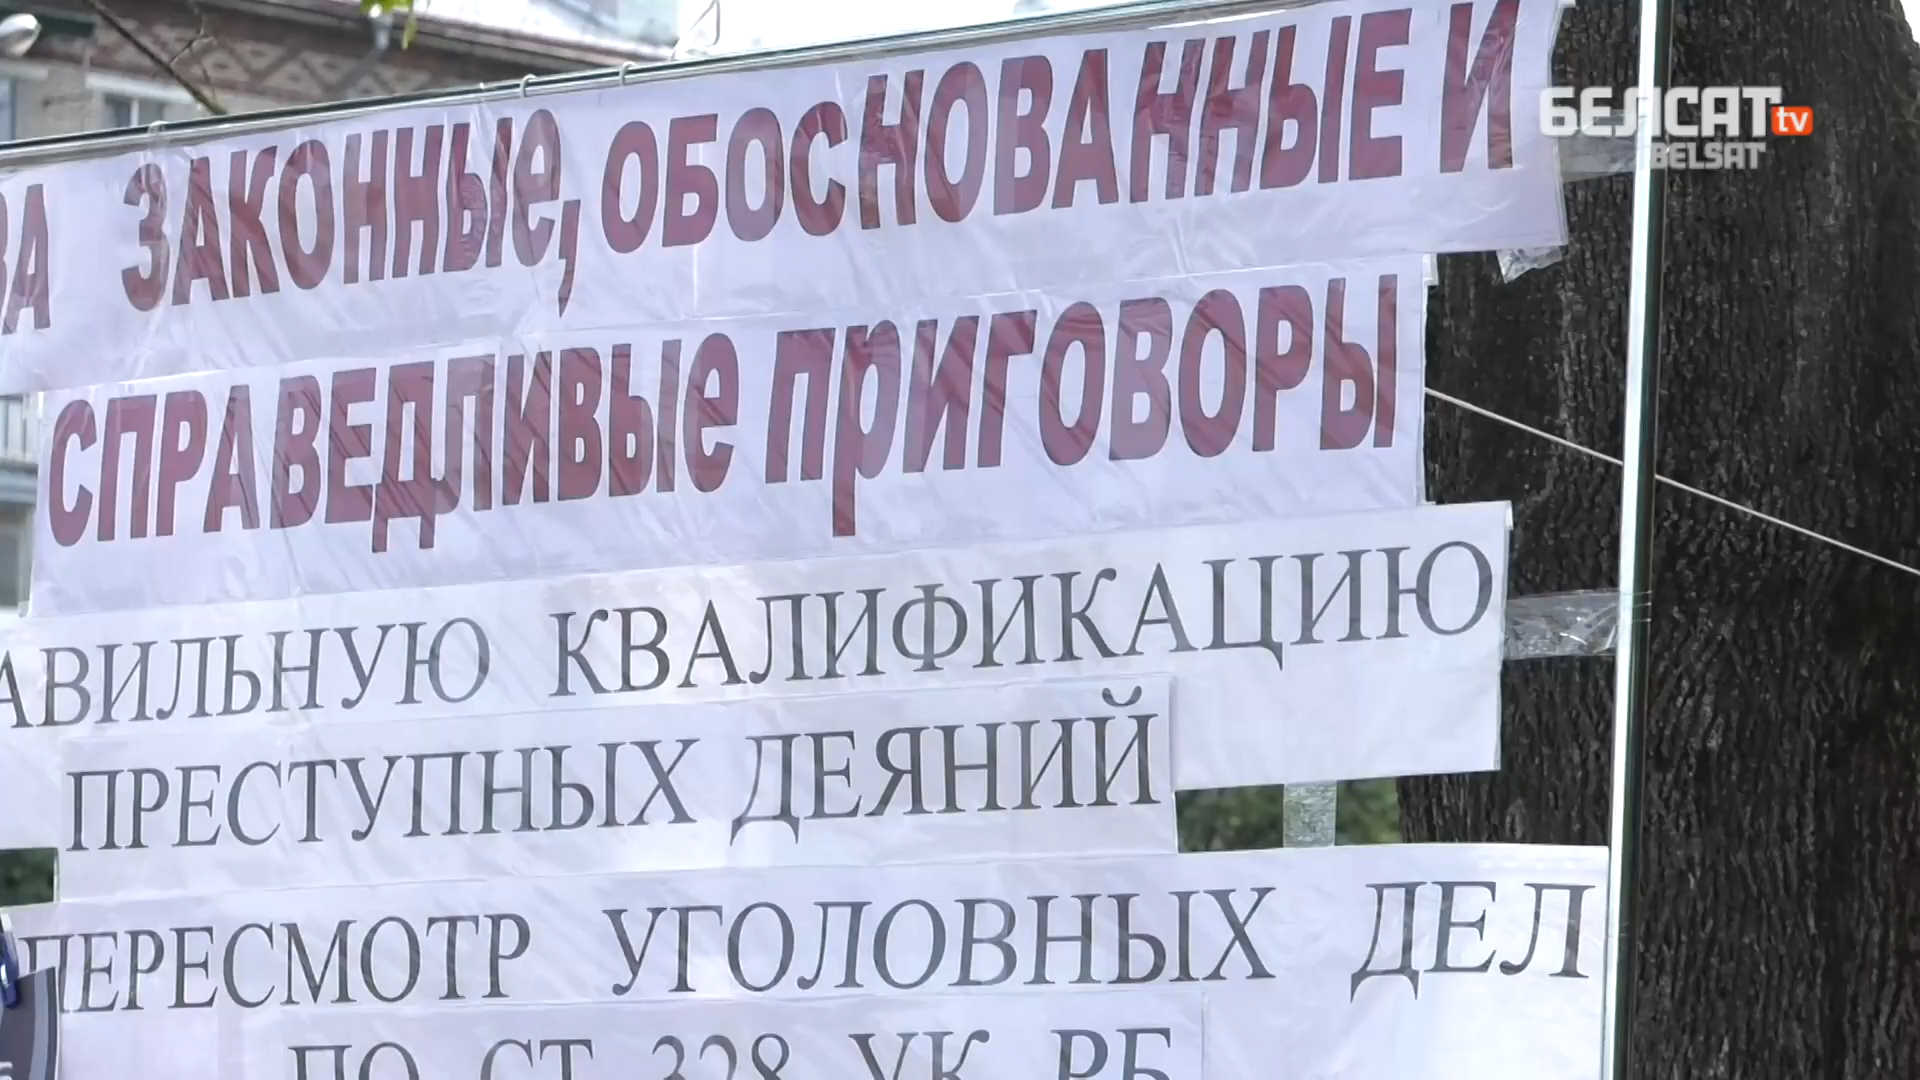 ЗАКОННЫЕ, ОБОСНОВАННЫЕ И
СПРАВЕДЛИВЫЕ ПРИГОВОРЫ
АВИЛЬНУЮ КВАЛИФИКАЦИЮ
ПРЕСТУПНЫХ ДЕЯНИЙ
ПЕРЕСМОТР УГОЛОВНЫХ ДЕЛ
ПО СТ 328 УК РБ
БЕЛСАТ tv
BELSAT